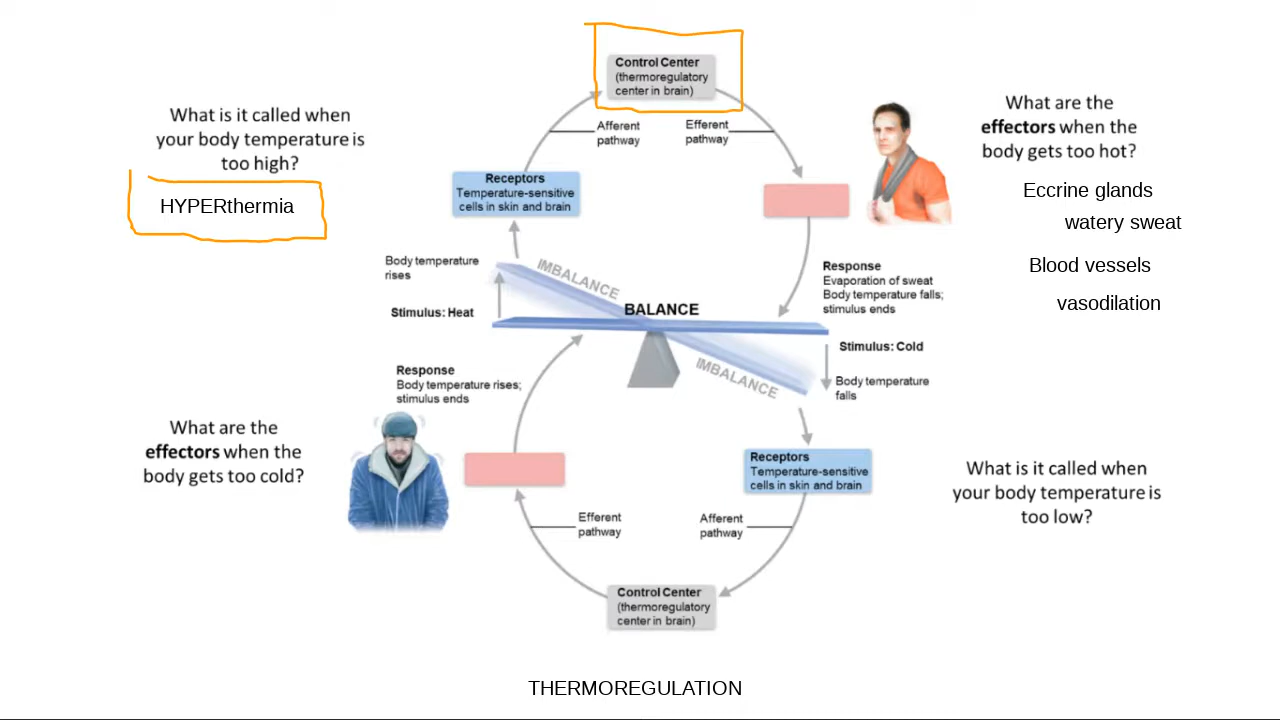 Control Center
(thermoregulatory
center in brain)
What is it called when
your body temperature is
too high?
HYPERthermia
Afferent
pathway
Efferent
pathway
What are the
effectors when the
body gets too hot?
Eccrine glands
watery sweat
Blood vessels
vasodilation
Receptors
Temperature-sensitive
cells in skin and brain
Body temperature
rises
Stimulus: Heat
IMBALANCE
BALANCE
IMBALANCE
Response
Evaporation of sweat
Body temperature falls;
stimulus ends
Stimulus: Cold
Body temperature
falls
Response
Body temperature rises;
stimulus ends
What are the
effectors when the
body gets too cold?
Receptors
Temperature-sensitive
cells in skin and brain
What is it called when
your body temperature is
too low?
Efferent
pathway
Afferent
pathway
Control Center
(thermoregulatory
center in brain)
THERMOREGULATION